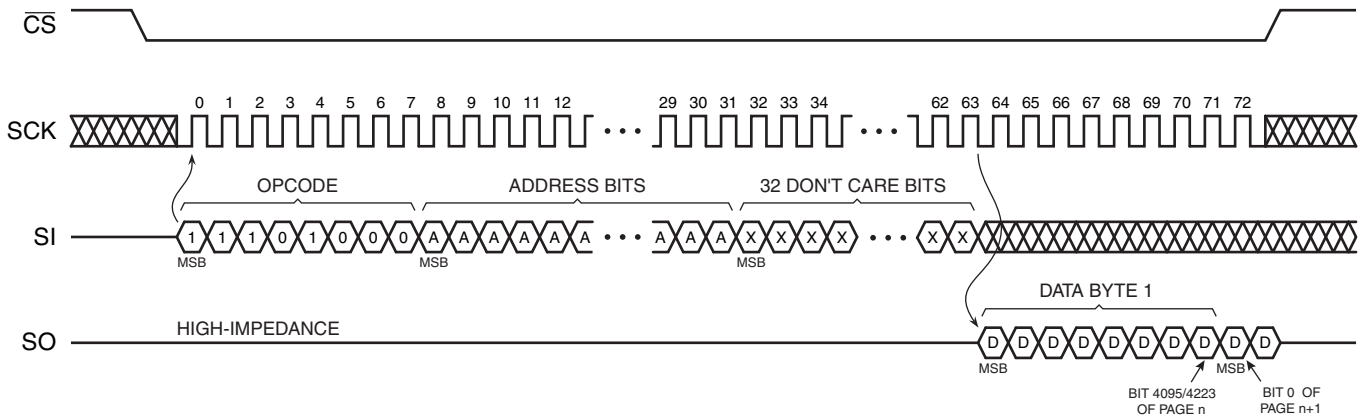 CS
SCK 0 1 2 3 4 5 6 7 8 9 10 11 12 29 30 31 32 33 34 62 63 64 65 66 67 68 69 70 71 72
OPCODE ADDRESS BITS 32 DON'T CARE BITS
SI 1 1 1 0 1 0 0 0 A A A A A A A A A X X X X X X
MSB MSB MSB
DATA BYTE 1
HIGH-IMPEDANCE
SO D D D D D D D D D D
MSB MSB
BIT 4095/4223
OF PAGE n
BIT 0 OF
PAGE n+1